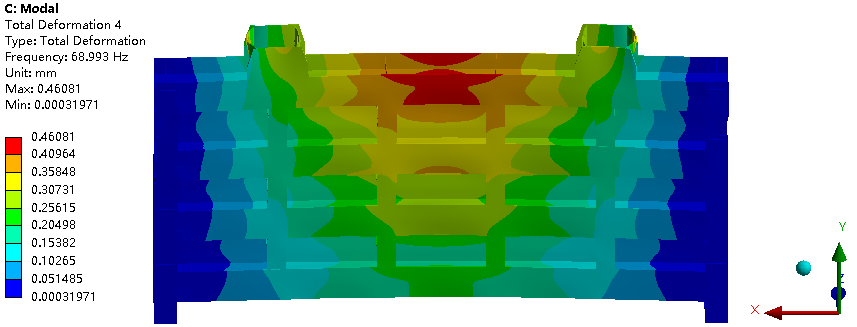 C: Modal
Total Deformation 4
Type: Total Deformation
Frequency: 68.993 Hz
Unit: mm
Max: 0.46081
Min: 0.00031971
0.46081
0.40964
0.35848
0.30731
0.25615
0.20498
0.15382
0.10265
0.051485
0.00031971
Y
Z
X